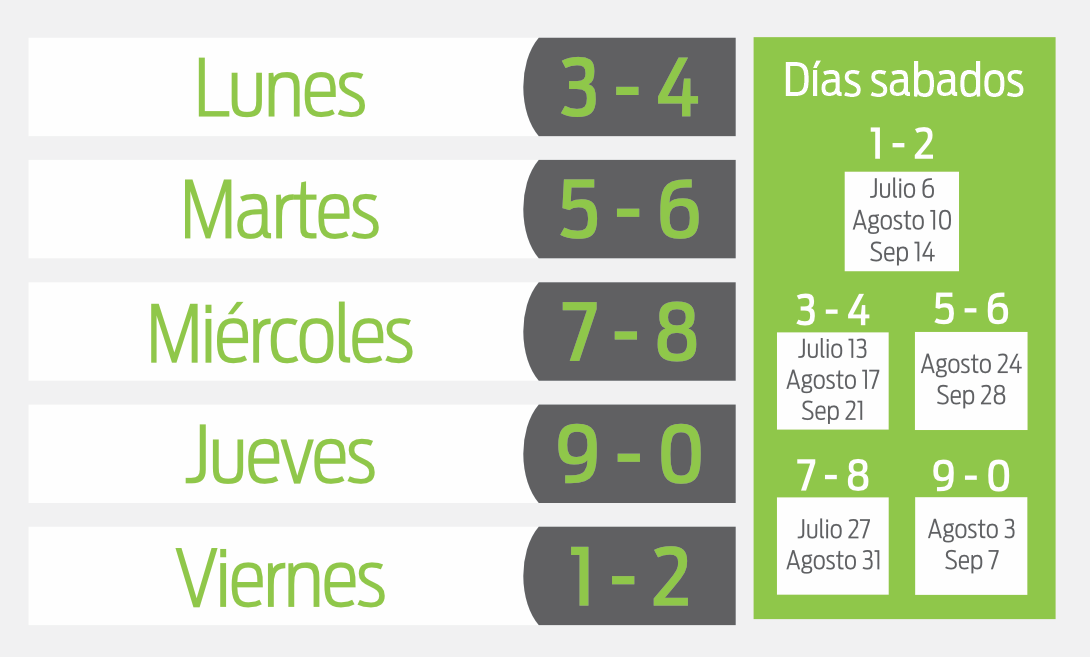 Lunes 3 - 4
Martes 5 - 6
Miércoles 7 - 8
Jueves 9 - 0
Viernes 1 - 2
Días sabados
1 - 2
Julio 6
Agosto 10
Sep 14
3 - 4
Julio 13
Agosto 17
Sep 21
5 - 6
Agosto 24
Sep 28
7 - 8
Julio 27
Agosto 31
9 - 0
Agosto 3
Sep 7